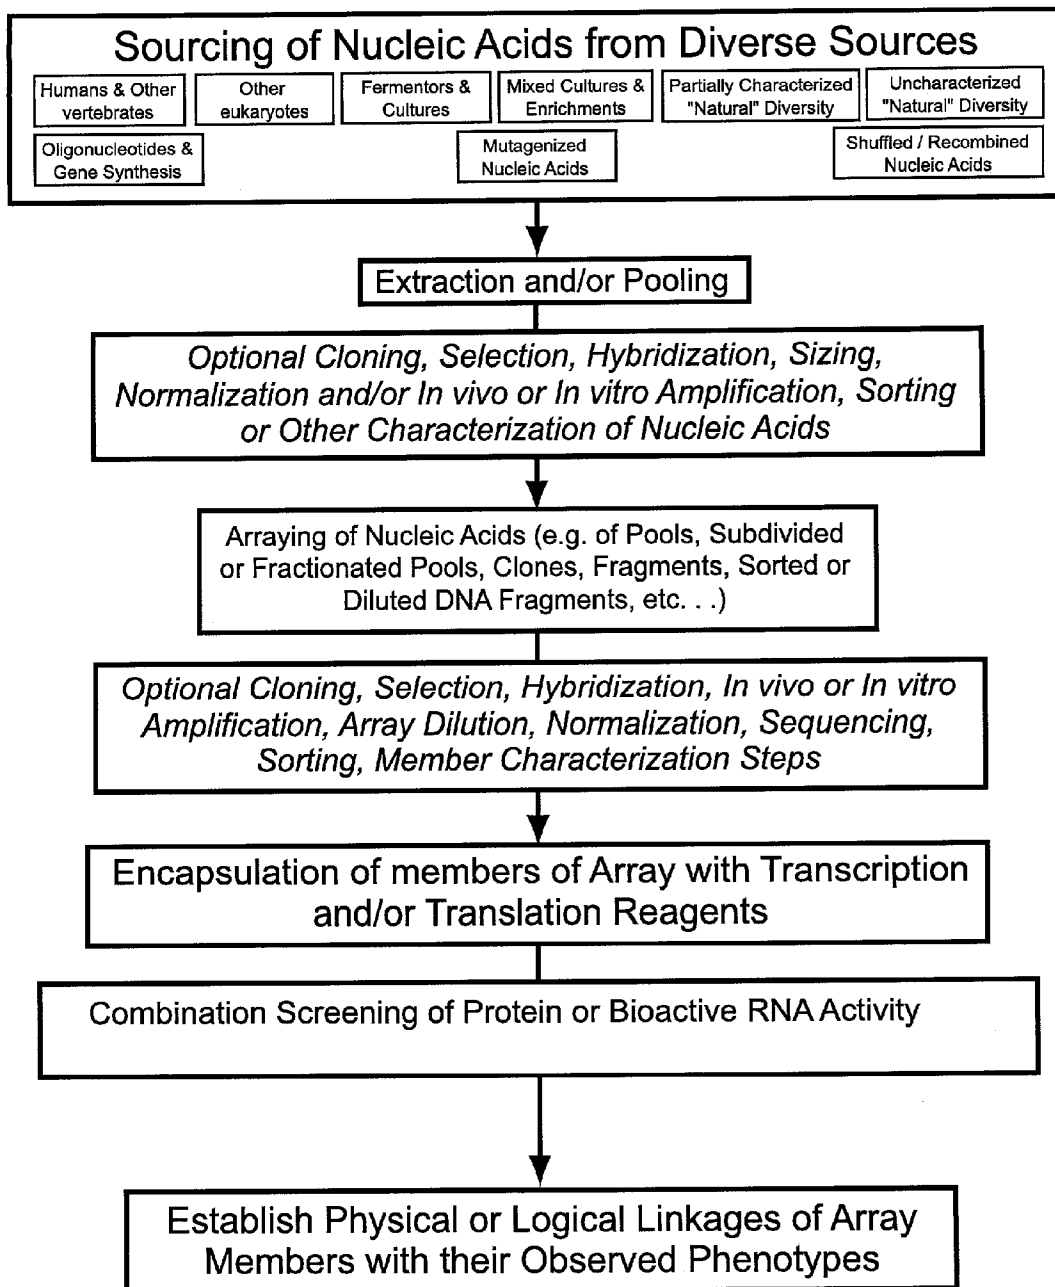 Sourcing of Nucleic Acids from Diverse Sources
Humans & Other
vertebrates
Other
eukaryotes
Fermentors &
Cultures
Mixed Cultures &
Enrichments
Partially Characterized
"Natural" Diversity
Uncharacterized
"Natural" Diversity
Oligonucleotides &
Gene Synthesis
Mutagenized
Nucleic Acids
Shuffled / Recombined
Nucleic Acids
Extraction and/or Pooling
Optional Cloning, Selection, Hybridization, Sizing,
Normalization and/or In vivo or In vitro Amplification, Sorting
or Other Characterization of Nucleic Acids
Arraying of Nucleic Acids (e.g. of Pools, Subdivided
or Fractionated Pools, Clones, Fragments, Sorted or
Diluted DNA Fragments, etc. . .)
Optional Cloning, Selection, Hybridization, In vivo or In vitro
Amplification, Array Dilution, Normalization, Sequencing,
Sorting, Member Characterization Steps
Encapsulation of members of Array with Transcription
and/or Translation Reagents
Combination Screening of Protein or Bioactive RNA Activity
Establish Physical or Logical Linkages of Array
Members with their Observed Phenotypes